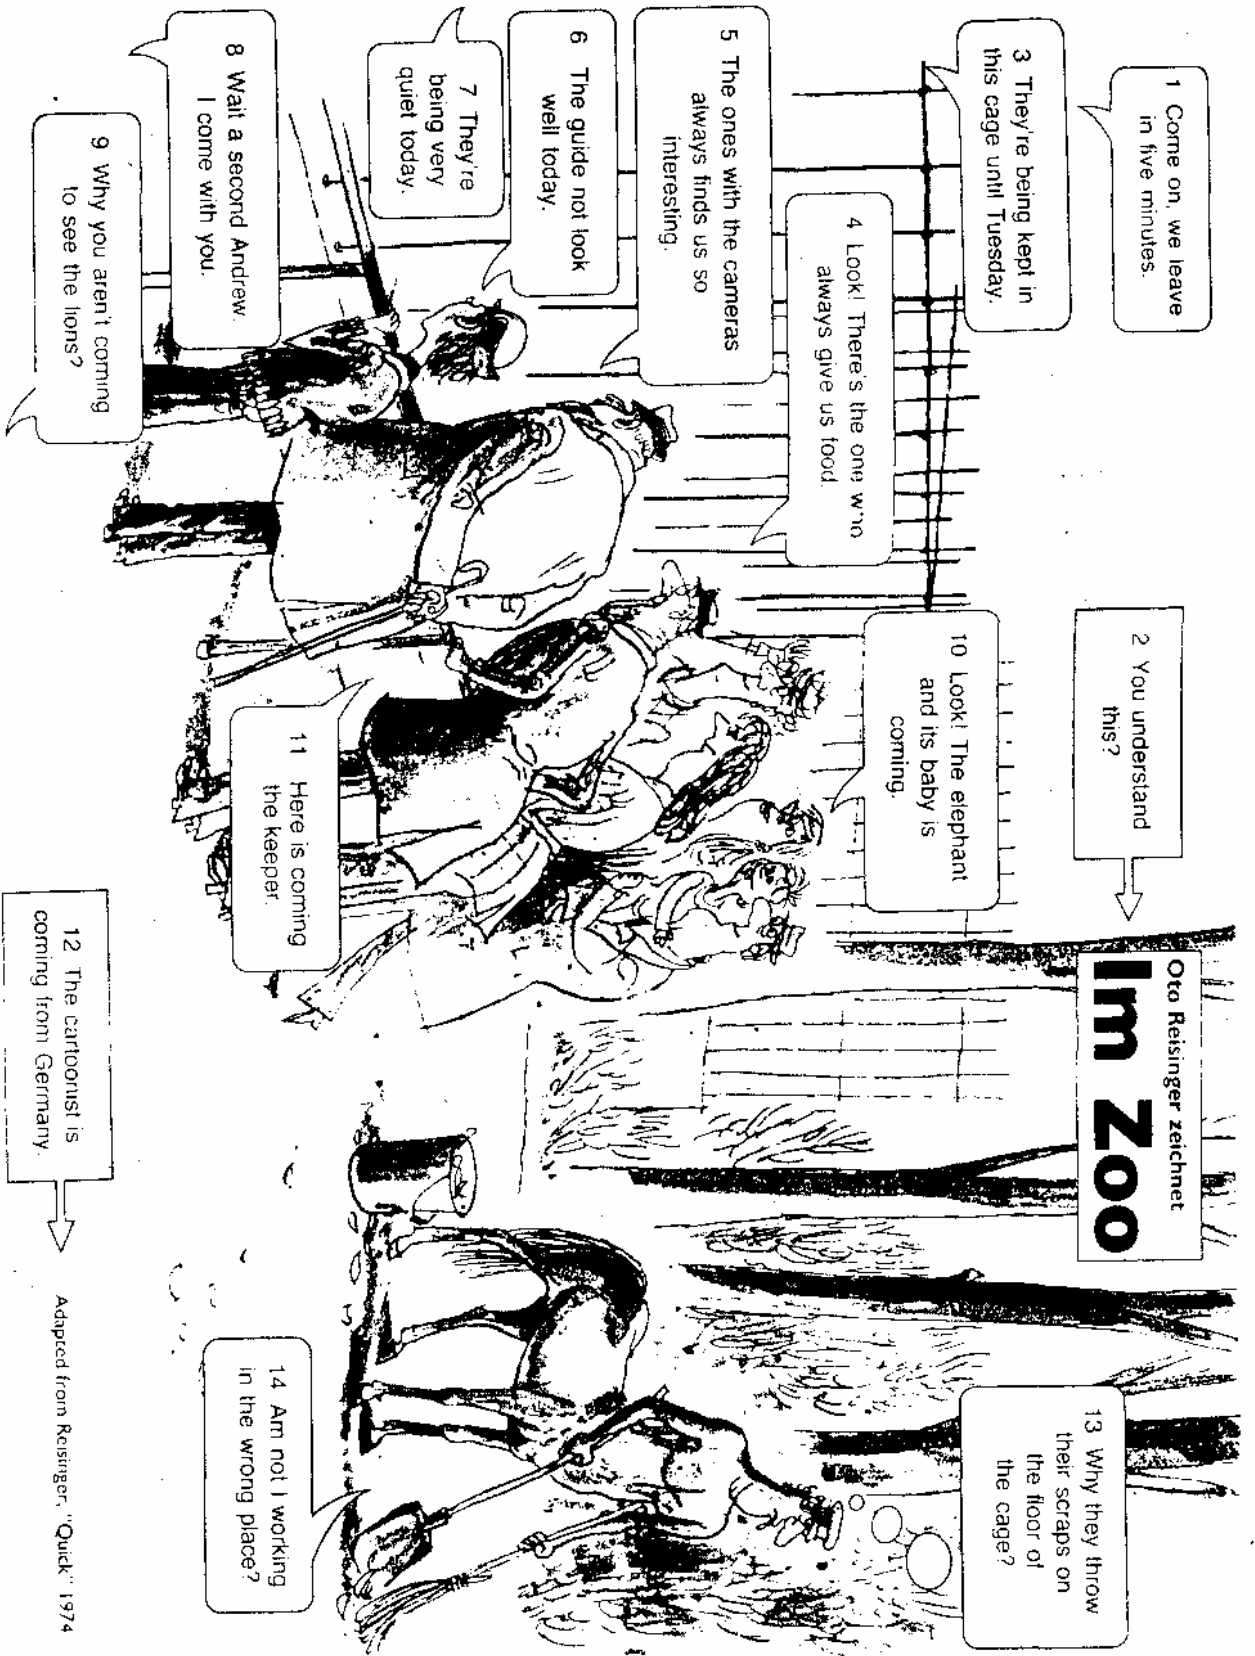 1 Come on, we leave
in five minutes.
2 You understand
this?
Oto Reisinger zeichnet
Im Zoo
3 They're being kept in
this cage until Tuesday.
4 Look! There's the one who
always give us food.
5 The ones with the cameras
always finds us so
interesting.
6 The guide not look
well today.
7 They're
being very
quiet today.
8 Wait a second Andrew.
I come with you.
9 Why you aren't coming
to see the lions?
10 Look! The elephant
and its baby is
coming.
11 Here is coming
the keeper.
12 The cartoonist is
coming from Germany.
13 Why they throw
their scraps on
the floor of
the cage?
14 Am not I working
in the wrong place?
Adapted from Reisinger, "Quick" 1974